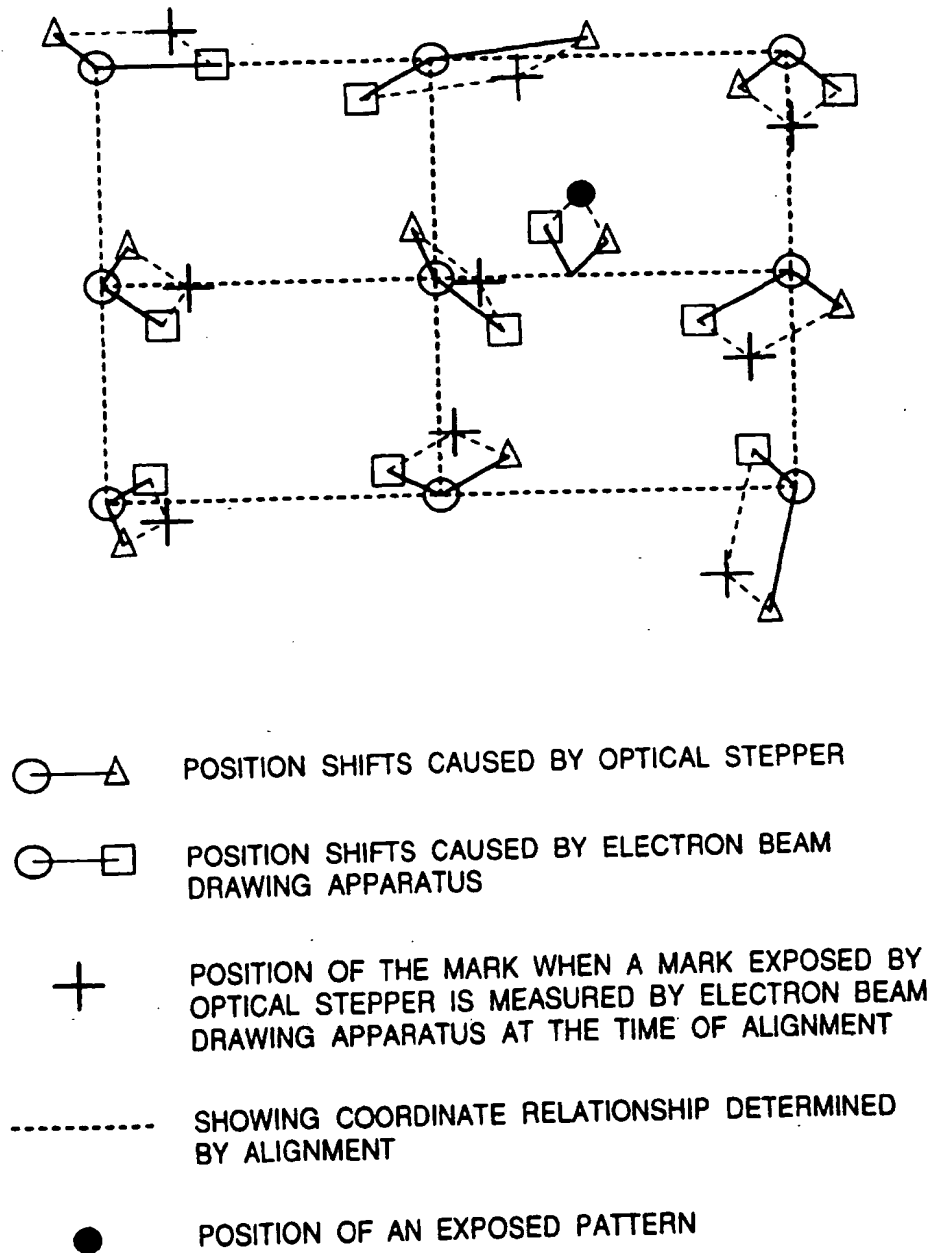 POSITION SHIFTS CAUSED BY OPTICAL STEPPER
POSITION SHIFTS CAUSED BY ELECTRON BEAM
DRAWING APPARATUS
POSITION OF THE MARK WHEN A MARK EXPOSED BY
OPTICAL STEPPER IS MEASURED BY ELECTRON BEAM
DRAWING APPARATUS AT THE TIME OF ALIGNMENT
SHOWING COORDINATE RELATIONSHIP DETERMINED
BY ALIGNMENT
POSITION OF AN EXPOSED PATTERN